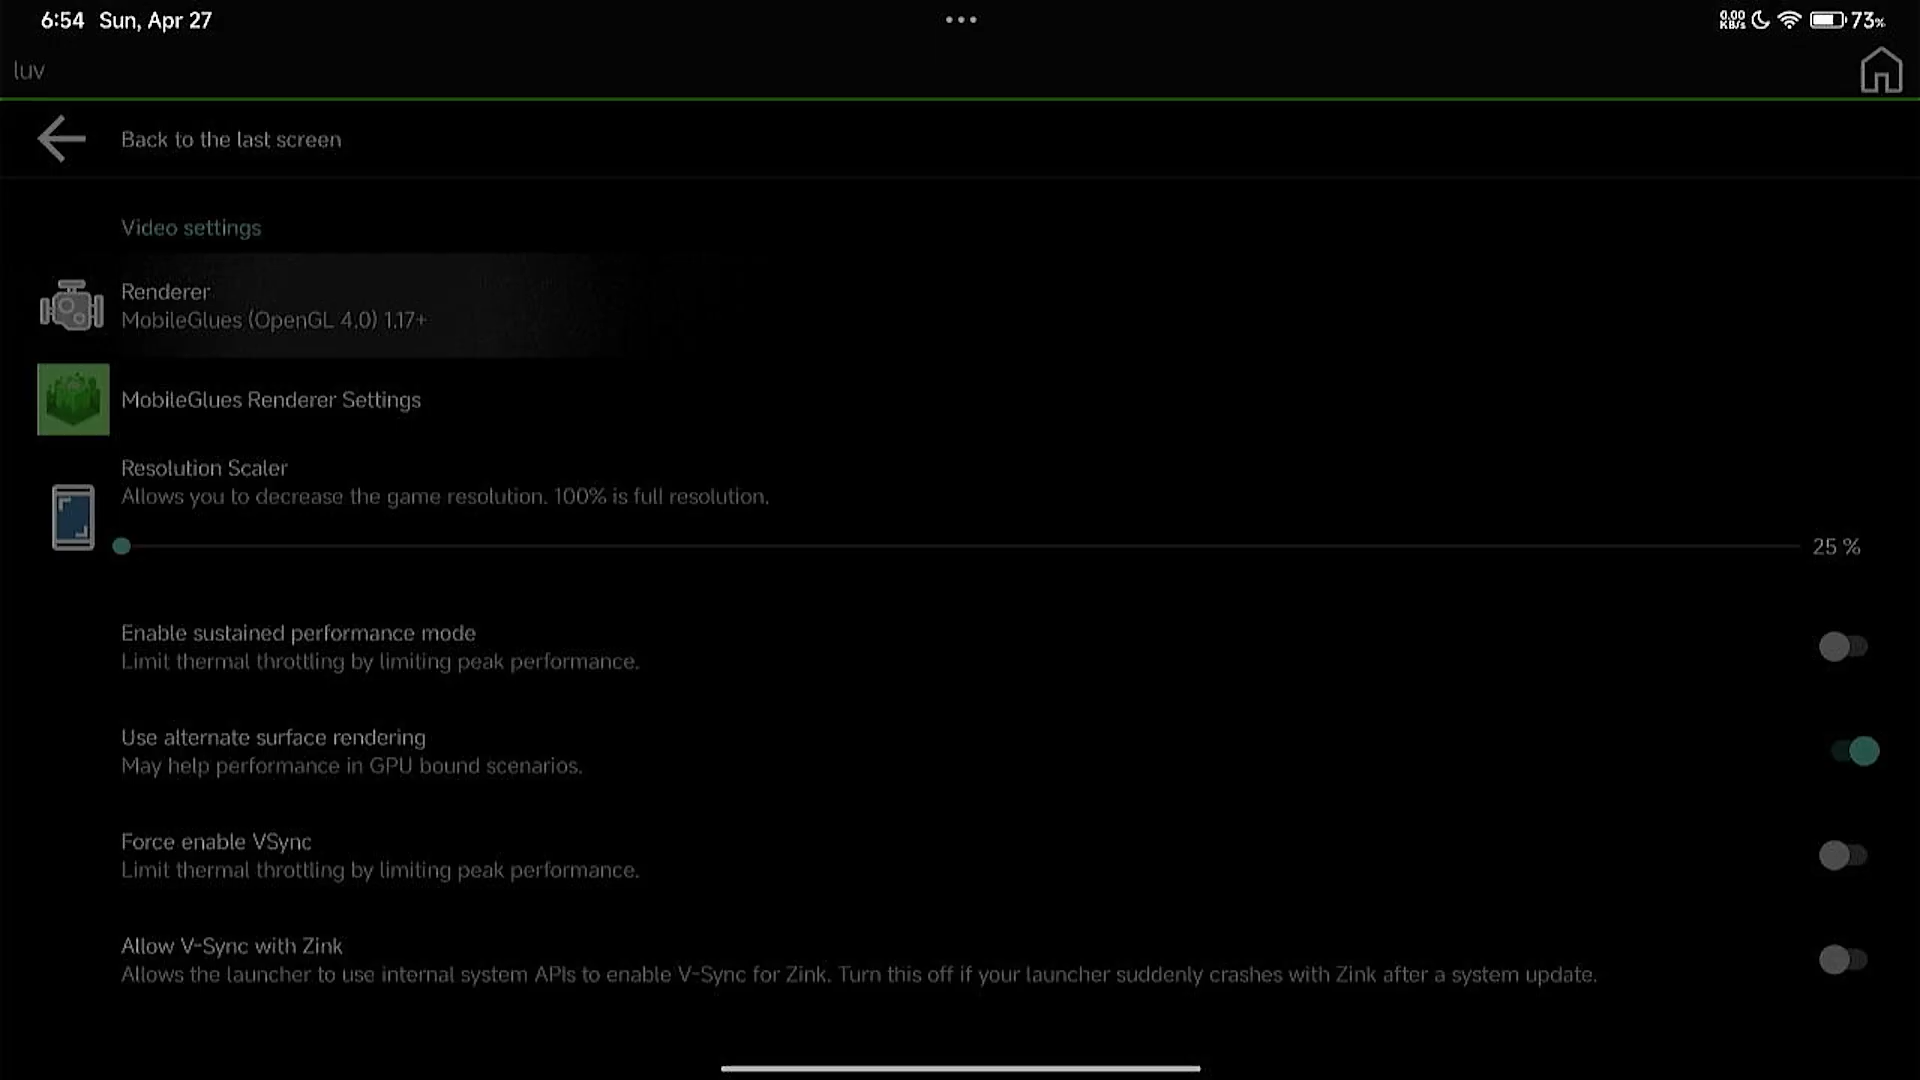 6:54 Sun, Apr 27
0.00 KB/s 73%
luv
Back to the last screen
Video settings
Renderer
MobileGlues (OpenGL 4.0) 1.17+
MobileGlues Renderer Settings
Resolution Scaler
Allows you to decrease the game resolution. 100% is full resolution.
25 %
Enable sustained performance mode
Limit thermal throttling by limiting peak performance.
Use alternate surface rendering
May help performance in GPU bound scenarios.
Force enable VSync
Limit thermal throttling by limiting peak performance.
Allow V-Sync with Zink
Allows the launcher to use internal system APIs to enable V-Sync for Zink. Turn this off if your launcher suddenly crashes with Zink after a system update.